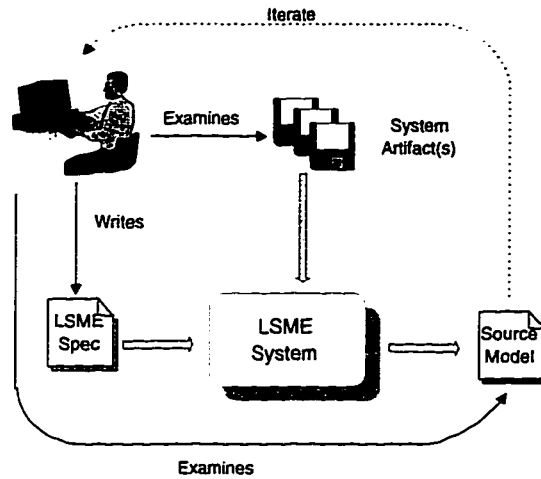 Iterate
Examines
System
Artifact(s)
Writes
LSME
Spec
LSME
System
Source
Model
Examines